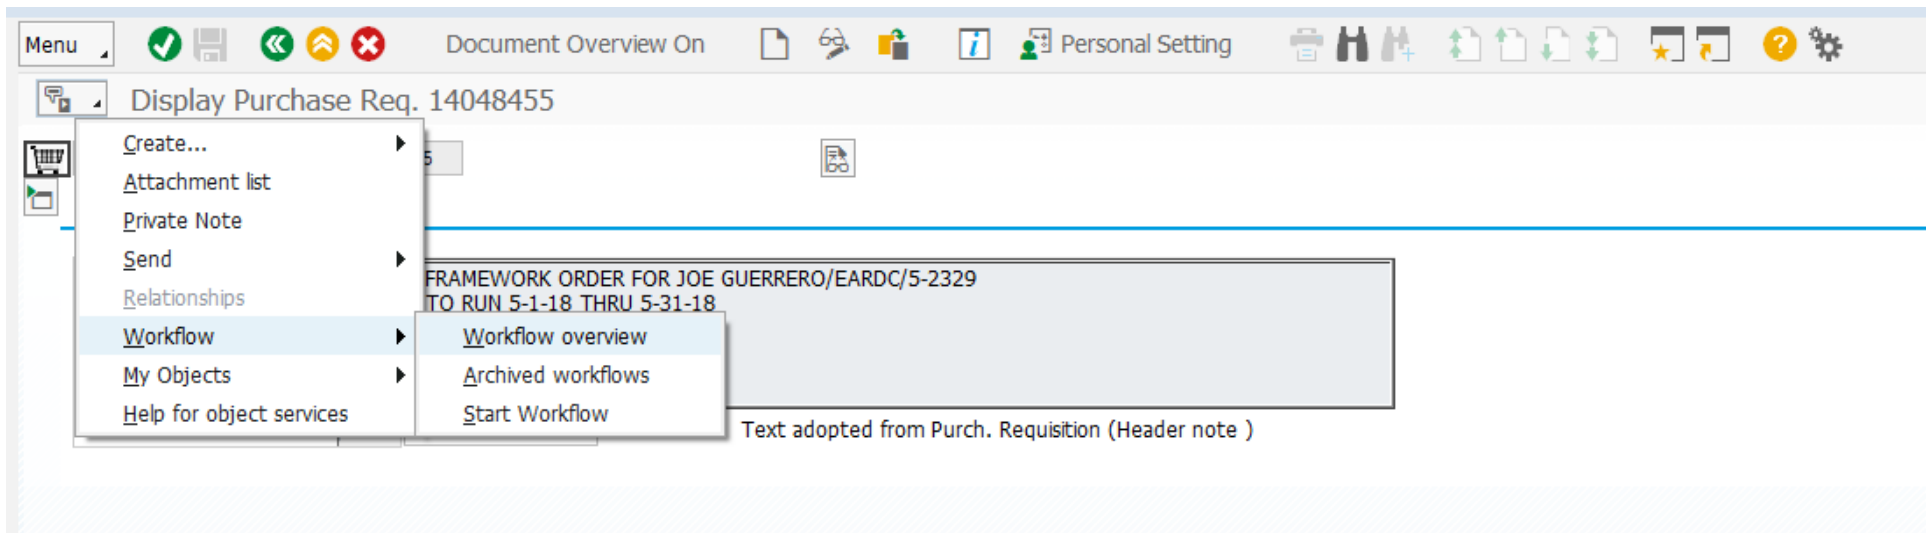 Menu
Document Overview On
Personal Setting
Display Purchase Req. 14048455
Create...
Attachment list
Private Note
Send
Relationships
Workflow
My Objects
Help for object services
Workflow overview
Archived workflows
Start Workflow
5
FRAMEWORK ORDER FOR JOE GUERRERO/EARDC/5-2329
TO RUN 5-1-18 THRU 5-31-18
Text adopted from Purch. Requisition (Header note )